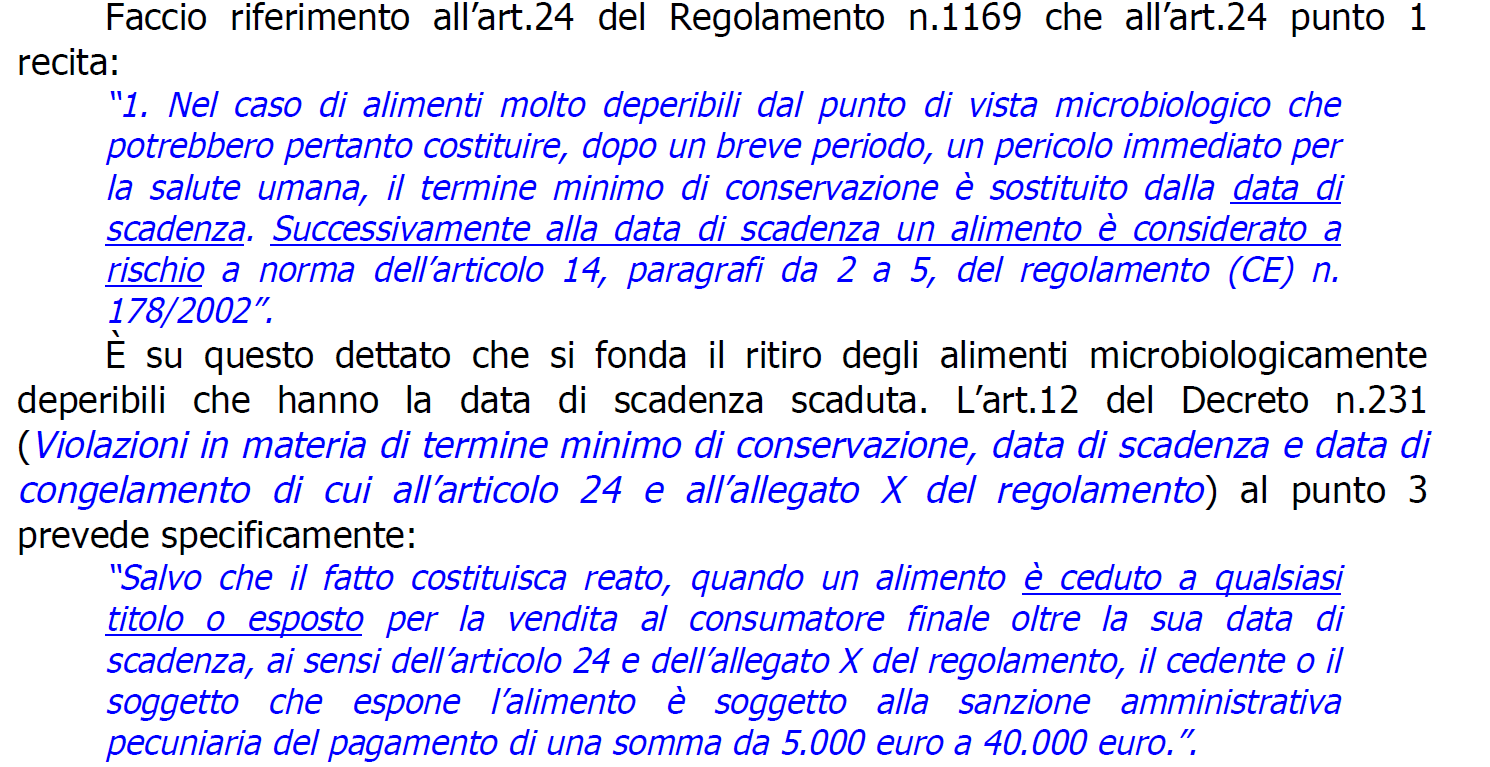 Faccio riferimento all’art.24 del Regolamento n.1169 che all’art.24 punto 1
recita:
“1. Nel caso di alimenti molto deperibili dal punto di vista microbiologico che
potrebbero pertanto costituire, dopo un breve periodo, un pericolo immediato per
la salute umana, il termine minimo di conservazione è sostituito dalla data di
scadenza. Successivamente alla data di scadenza un alimento è considerato a
rischio a norma dell’articolo 14, paragrafi da 2 a 5, del regolamento (CE) n.
178/2002”.
È su questo dettato che si fonda il ritiro degli alimenti microbiologicamente
deperibili che hanno la data di scadenza scaduta. L’art.12 del Decreto n.231
(Violazioni in materia di termine minimo di conservazione, data di scadenza e data di
congelamento di cui all’articolo 24 e all’allegato X del regolamento) al punto 3
prevede specificamente:
“Salvo che il fatto costituisca reato, quando un alimento è ceduto a qualsiasi
titolo o esposto per la vendita al consumatore finale oltre la sua data di
scadenza, ai sensi dell’articolo 24 e dell’allegato X del regolamento, il cedente o il
soggetto che espone l’alimento è soggetto alla sanzione amministrativa
pecuniaria del pagamento di una somma da 5.000 euro a 40.000 euro.”.